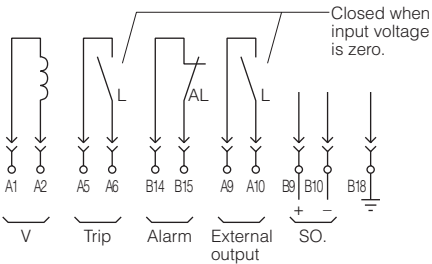 Closed when
input voltage
is zero.
L AL L
A1 A2 A5 A6 B14 B15 A9 A10 B9 B10 B18
+ −
V Trip Alarm External
output SO.